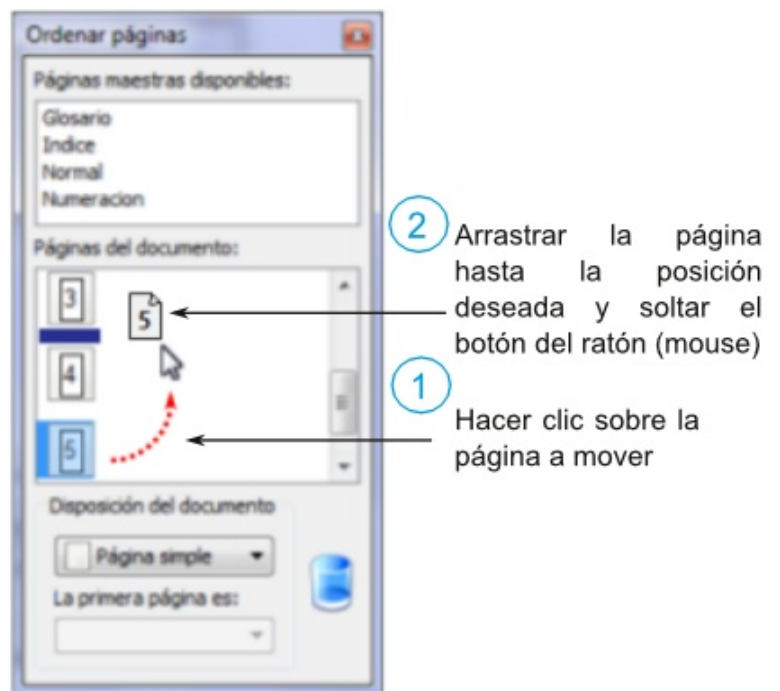 Ordenar páginas
Páginas maestras disponibles:
Glosario
Indice
Normal
Numeracion
Páginas del documento:
3
5
4
5
Disposición del documento
Página simple
La primera página es:
2
Arrastrar la página
hasta la posición
deseada y soltar el
botón del ratón (mouse)
1
Hacer clic sobre la
página a mover